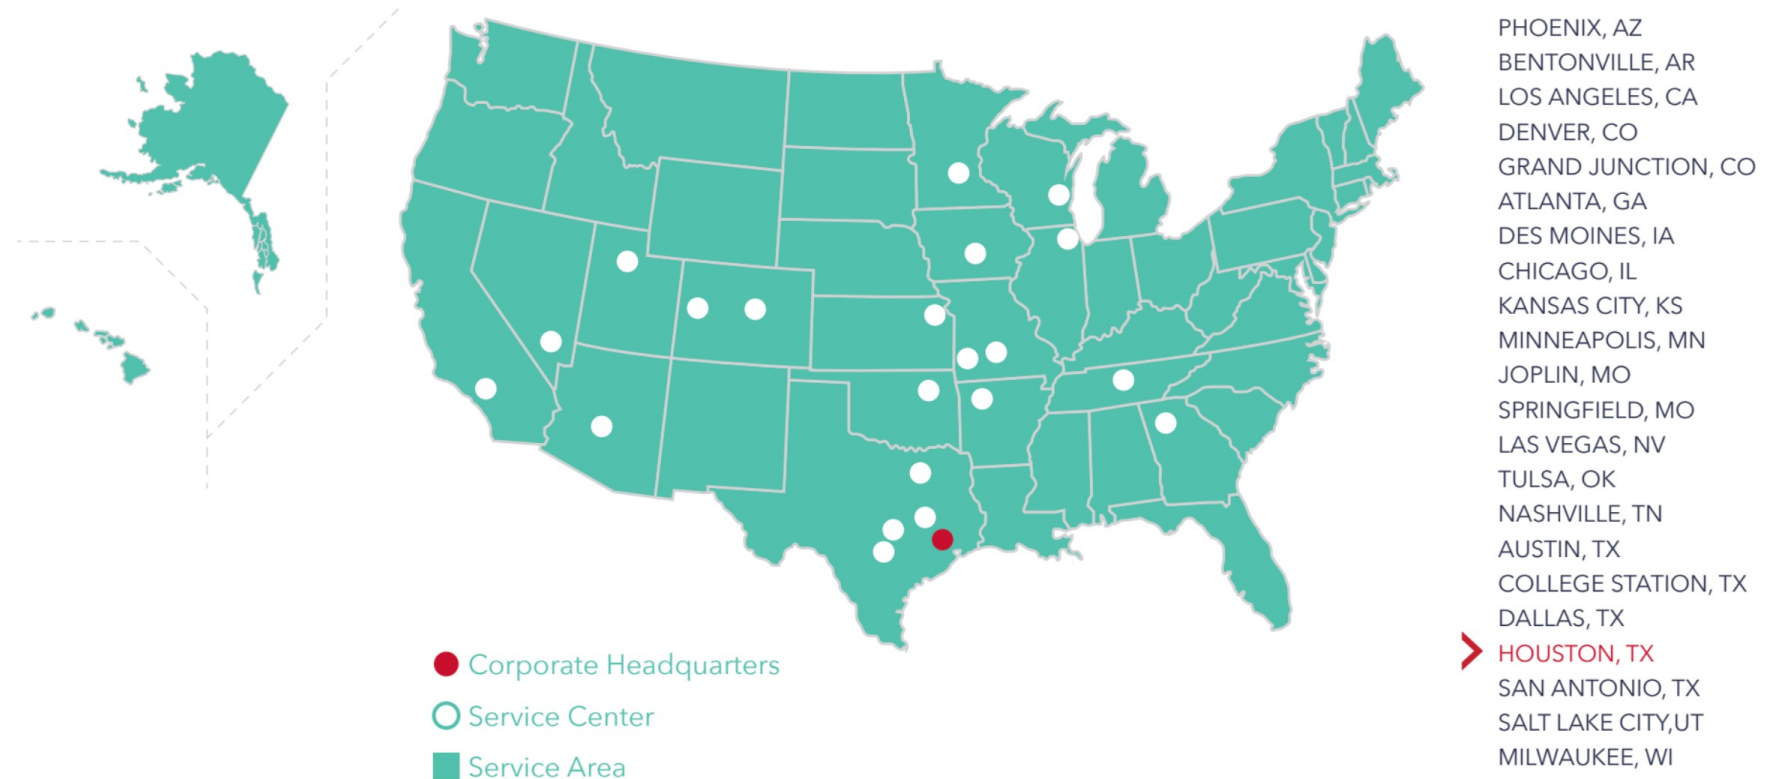 PHOENIX, AZ
BENTONVILLE, AR
LOS ANGELES, CA
DENVER, CO
GRAND JUNCTION, CO
ATLANTA, GA
DES MOINES, IA
CHICAGO, IL
KANSAS CITY, KS
MINNEAPOLIS, MN
JOPLIN, MO
SPRINGFIELD, MO
LAS VEGAS, NV
TULSA, OK
NASHVILLE, TN
AUSTIN, TX
COLLEGE STATION, TX
DALLAS, TX
HOUSTON, TX
SAN ANTONIO, TX
SALT LAKE CITY,UT
MILWAUKEE, WI
Corporate Headquarters
Service Center
Service Area